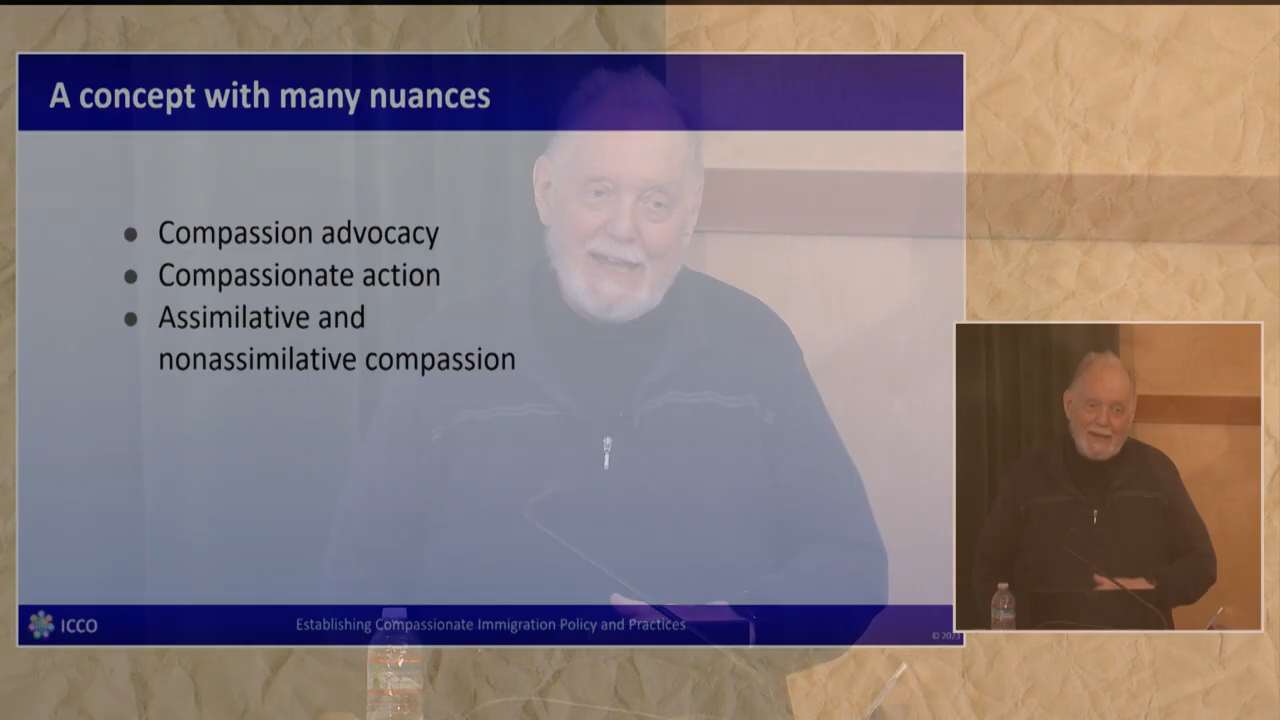 A concept with many nuances
● Compassion advocacy
● Compassionate action
● Assimilative and
nonassimilative compassion
ICCO
Establishing Compassionate Immigration Policy and Practices